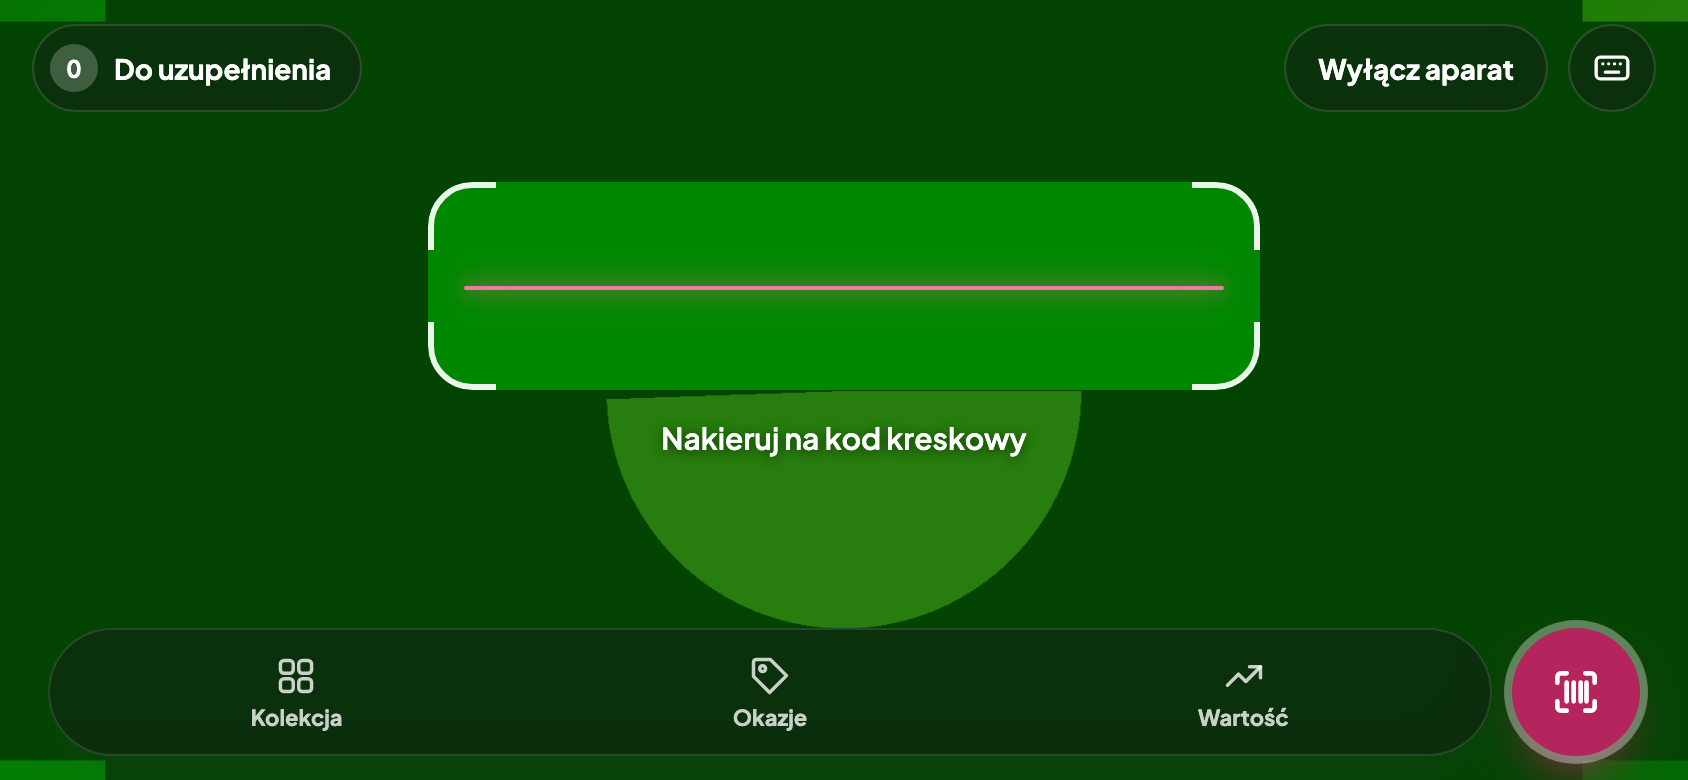 0 Do uzupełnienia
Wyłącz aparat
Nakieruj na kod kreskowy
Kolekcja
Okazje
Wartość